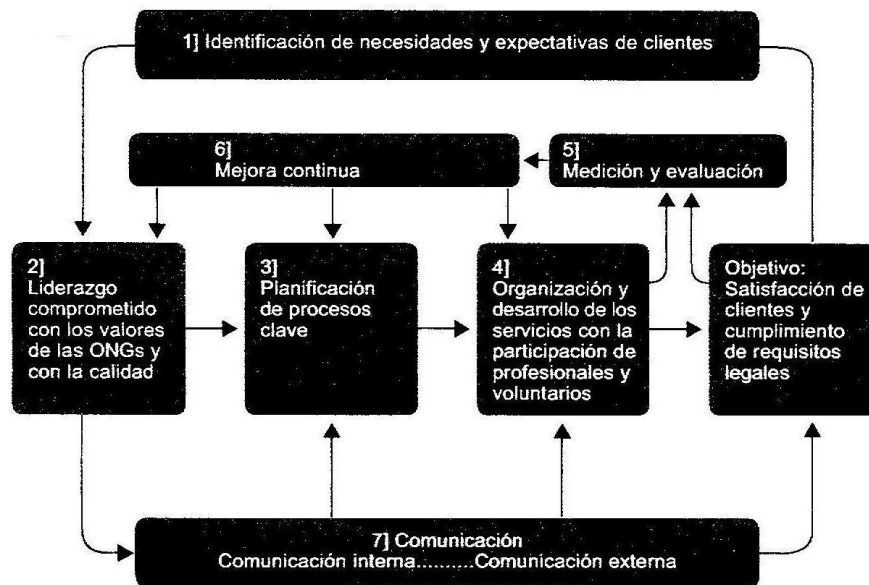 1] Identificación de necesidades y expectativas de clientes
6]
Mejora continua
5]
Medición y evaluación
2]
Liderazgo
comprometido
con los valores
de las ONGs y
con la calidad
3]
Planificación
de procesos
clave
4]
Organización y
desarrollo de los
servicios con la
participación de
profesionales y
voluntarios
Objetivo:
Satisfacción de
clientes y
cumplimiento
de requisitos
legales
7] Comunicación
Comunicación interna..........Comunicación externa